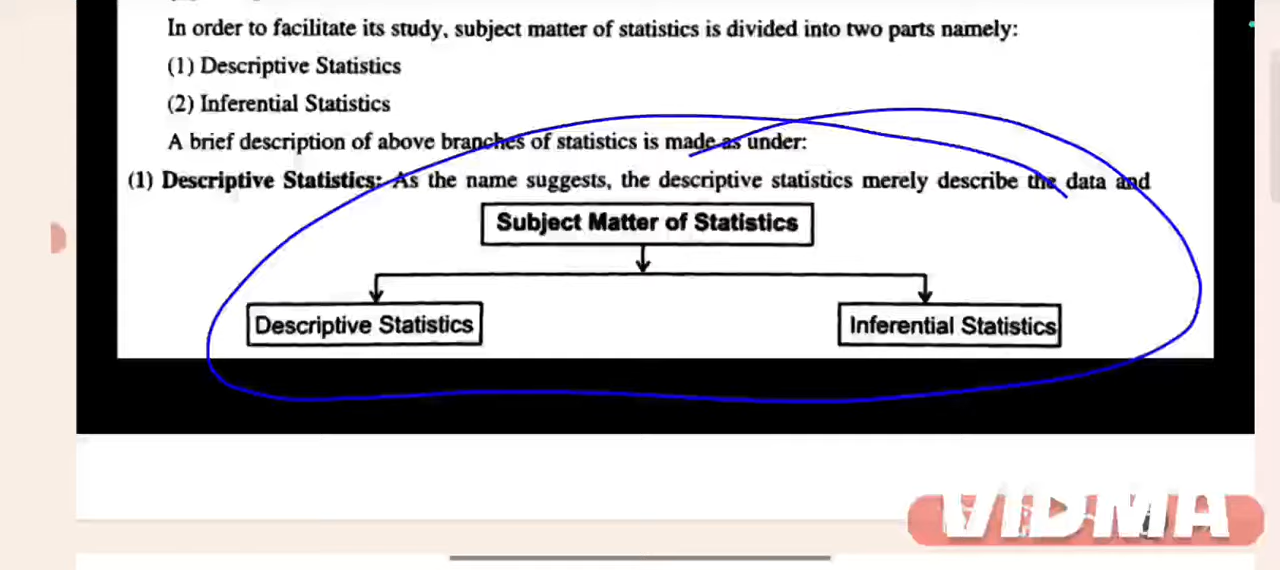 In order to facilitate its study, subject matter of statistics is divided into two parts namely:
(1) Descriptive Statistics
(2) Inferential Statistics
A brief description of above branches of statistics is made as under:
(1) Descriptive Statistics: As the name suggests, the descriptive statistics merely describe the data and
Subject Matter of Statistics
Descriptive Statistics
Inferential Statistics
VIDMA